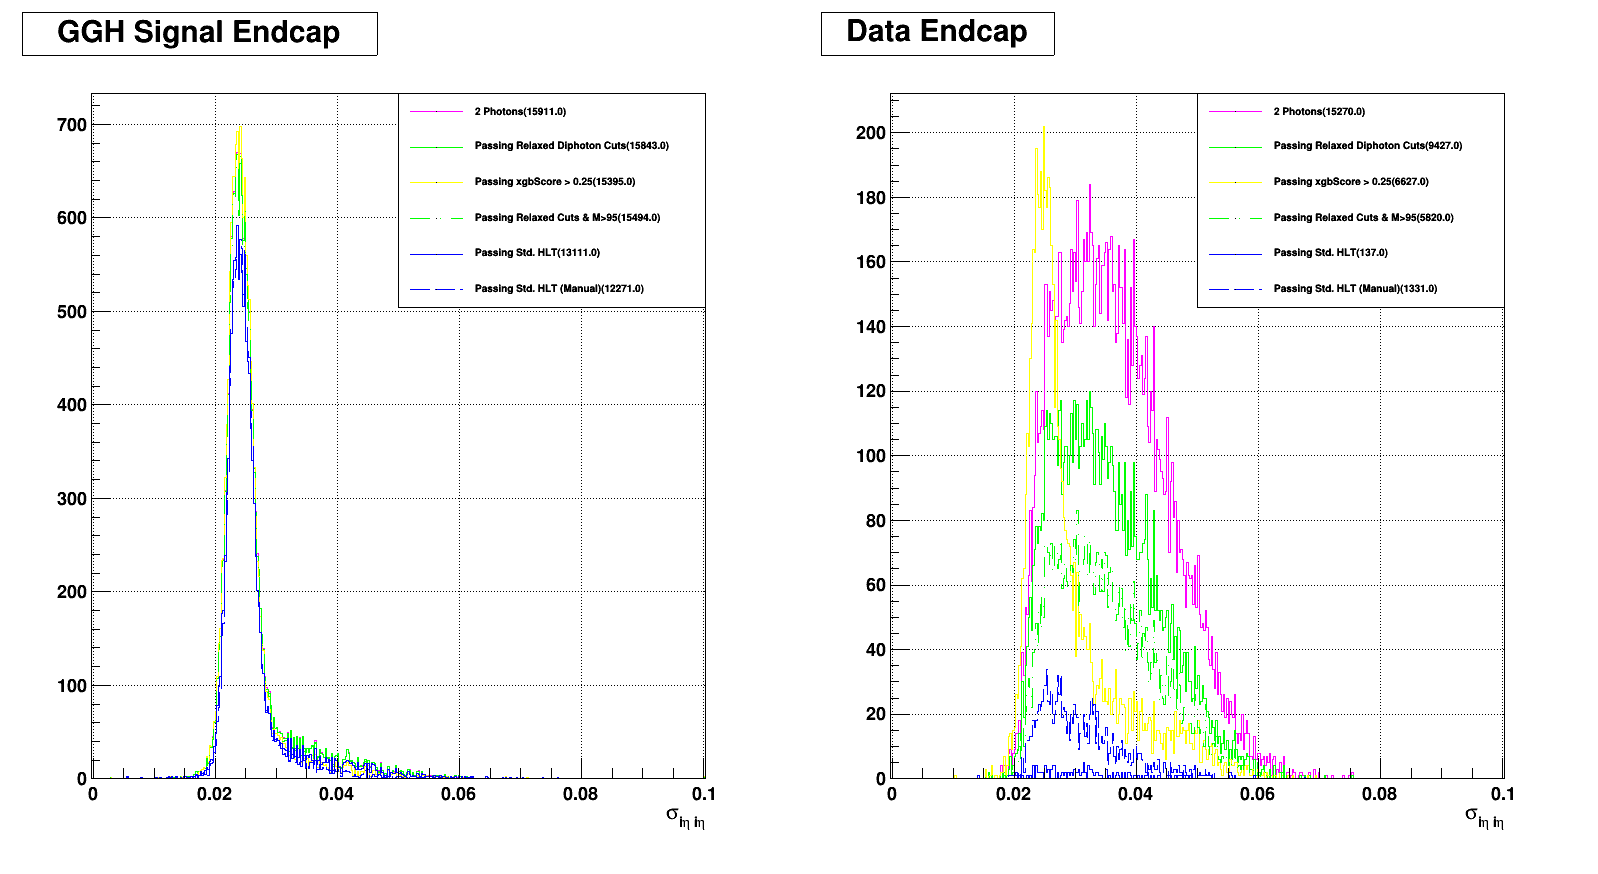 GGH Signal Endcap
2 Photons(15911.0)
Passing Relaxed Diphoton Cuts(15843.0)
Passing xgbScore > 0.25(15395.0)
Passing Relaxed Cuts & M>95(15494.0)
Passing Std. HLT(13111.0)
Passing Std. HLT (Manual)(12271.0)
700
600
500
400
300
200
100
0
0 0.02 0.04 0.06 0.08 0.1
σiη iη
Data Endcap
2 Photons(15270.0)
Passing Relaxed Diphoton Cuts(9427.0)
Passing xgbScore > 0.25(6627.0)
Passing Relaxed Cuts & M>95(5820.0)
Passing Std. HLT(137.0)
Passing Std. HLT (Manual)(1331.0)
200
180
160
140
120
100
80
60
40
20
0
0 0.02 0.04 0.06 0.08 0.1
σiη iη